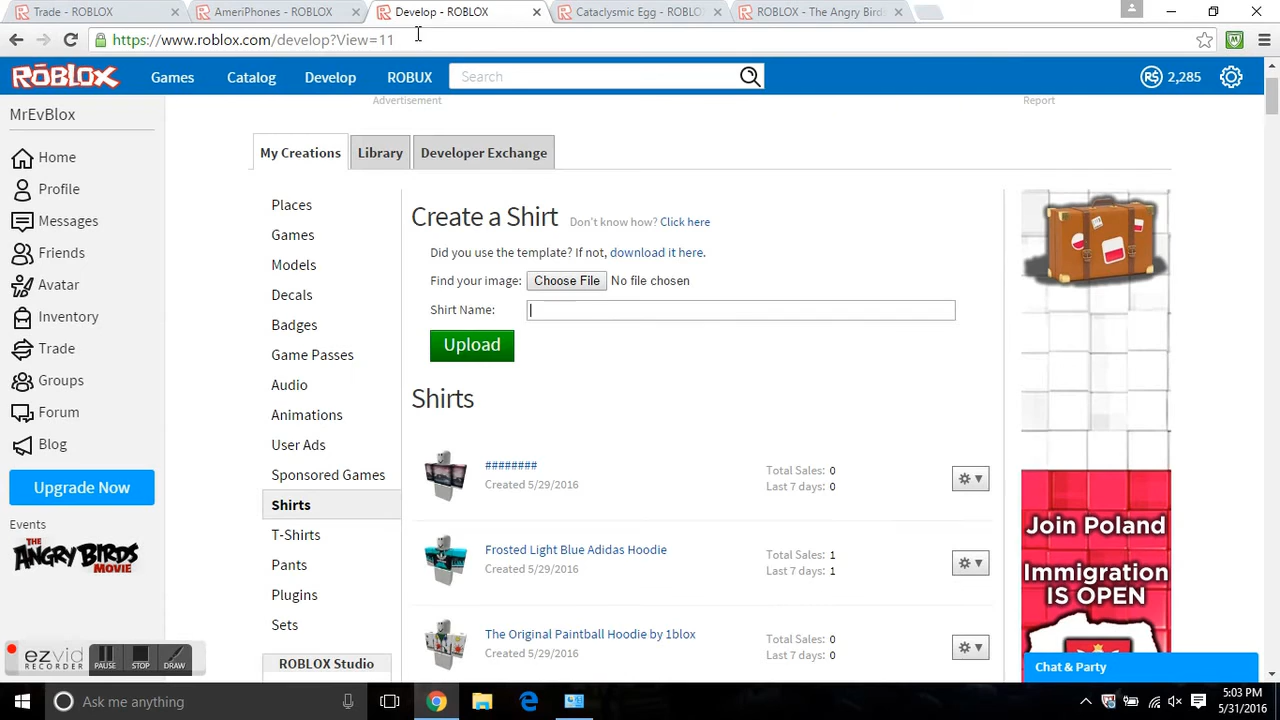 Trade - ROBLOX
AmeriPhones - ROBLOX
Develop - ROBLOX
Cataclysmic Egg - ROBLO
ROBLOX - The Angry Birds
https://www.roblox.com/develop?View=11
ROBLOX
Games
Catalog
Develop
ROBUX
Search
R$ 2,285
Advertisement
Report
MrEvBlox
Home
Profile
Messages
Friends
Avatar
Inventory
Trade
Groups
Forum
Blog
Upgrade Now
Events
THE
ANGRY BIRDS
MOVIE
My Creations
Library
Developer Exchange
Places
Games
Models
Decals
Badges
Game Passes
Audio
Animations
User Ads
Sponsored Games
Shirts
T-Shirts
Pants
Plugins
Sets
ROBLOX Studio
Create a Shirt Don't know how? Click here
Did you use the template? If not, download it here.
Find your image: Choose File No file chosen
Shirt Name:
Upload
Shirts
########
Created 5/29/2016
Total Sales: 0
Last 7 days: 0
Frosted Light Blue Adidas Hoodie
Created 5/29/2016
Total Sales: 1
Last 7 days: 1
The Original Paintball Hoodie by 1blox
Created 5/29/2016
Total Sales: 0
Last 7 days: 0
Join Poland
Immigration
IS OPEN
Chat & Party
ezvid
RECORDER
PAUSE
STOP
DRAW
Ask me anything
5:03 PM
5/31/2016